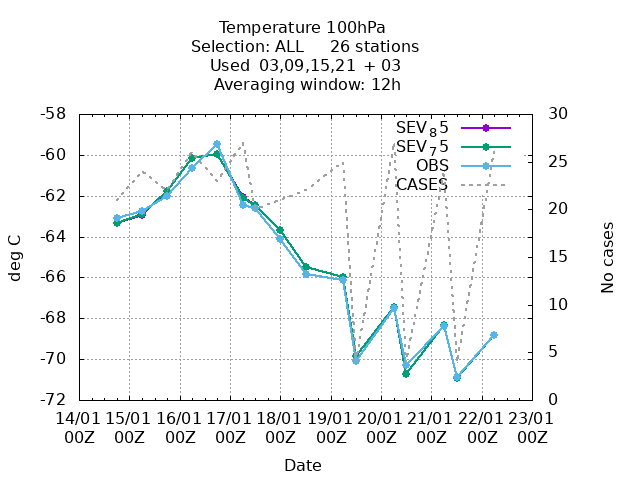 Temperature 100hPa
Selection: ALL 26 stations
Used 03,09,15,21 + 03
Averaging window: 12h
-58 30
SEV₈5
SEV₇5
OBS
CASES
-60 25
-62 20
-64 15
-66 10
-68 5
-70 0
-72
deg C
No cases
14/01 15/01 16/01 17/01 18/01 19/01 20/01 21/01 22/01 23/01
00Z 00Z 00Z 00Z 00Z 00Z 00Z 00Z 00Z 00Z
Date